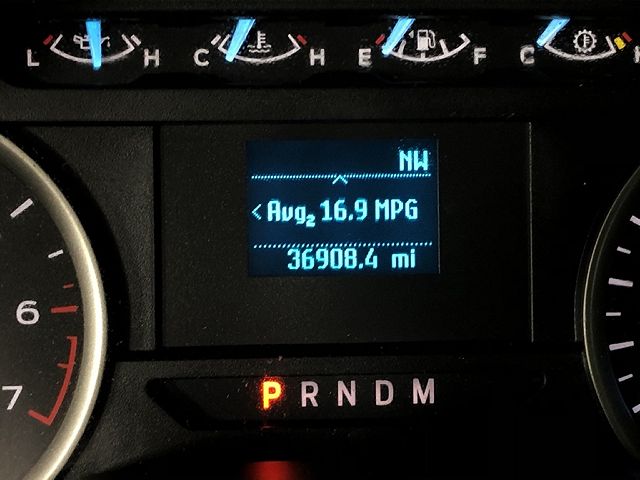 L H C H E F C
NW
< Avg2 16.9 MPG
36908.4 mi
6
7
P R N D M